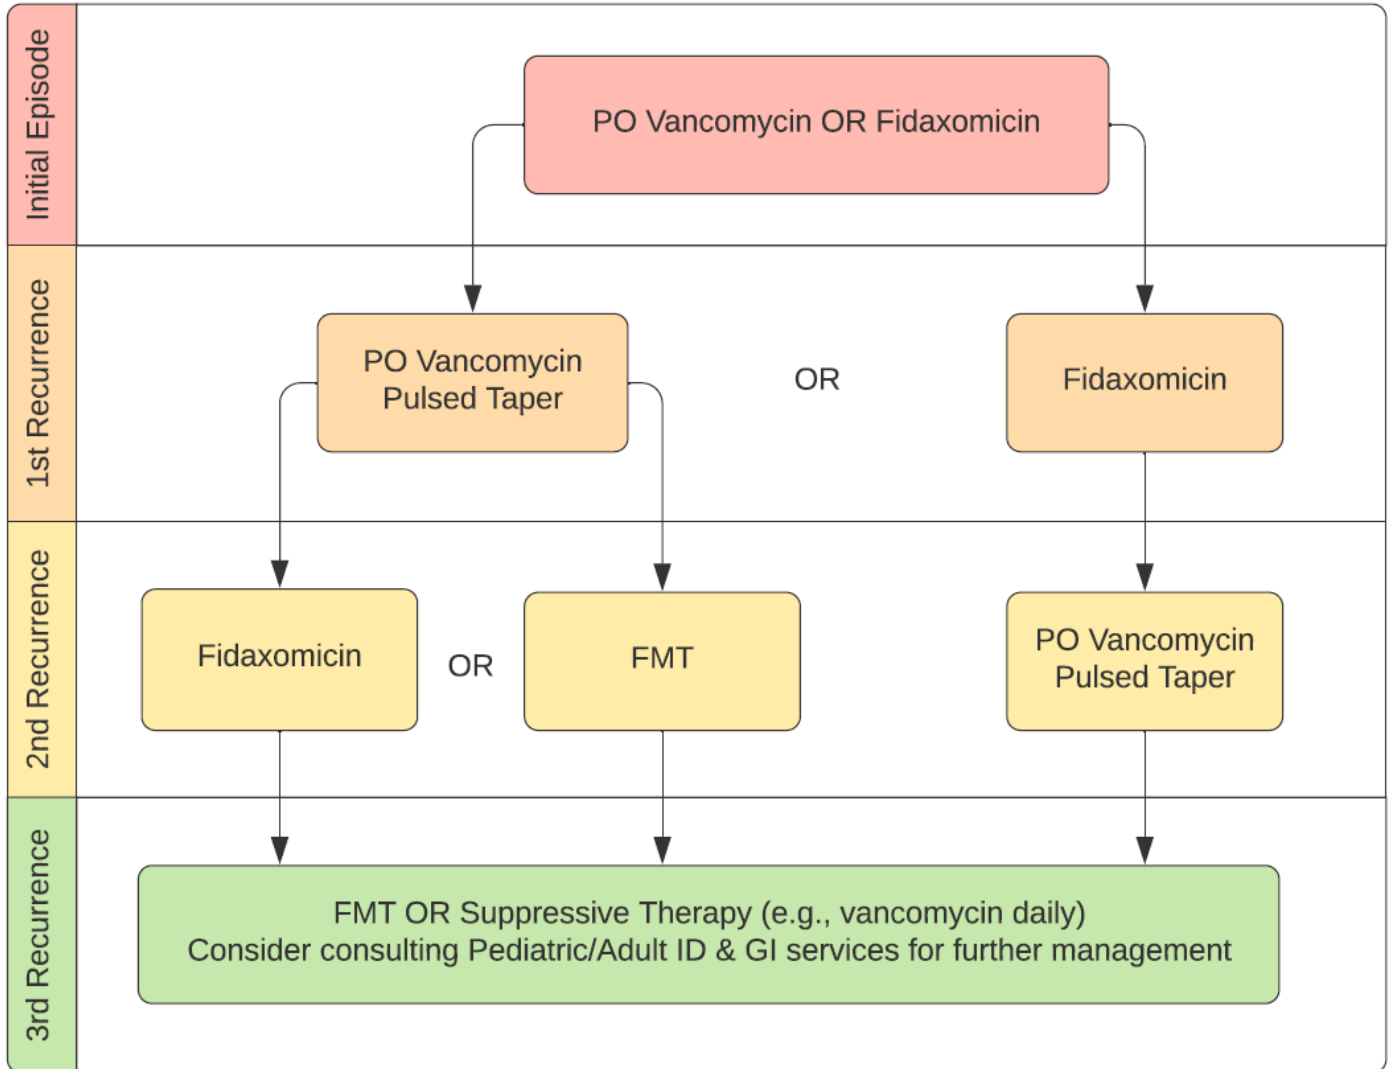 Initial Episode
PO Vancomycin OR Fidaxomicin
1st Recurrence
PO Vancomycin
Pulsed Taper
OR
Fidaxomicin
2nd Recurrence
Fidaxomicin
OR
FMT
PO Vancomycin
Pulsed Taper
3rd Recurrence
FMT OR Suppressive Therapy (e.g., vancomycin daily)
Consider consulting Pediatric/Adult ID & GI services for further management